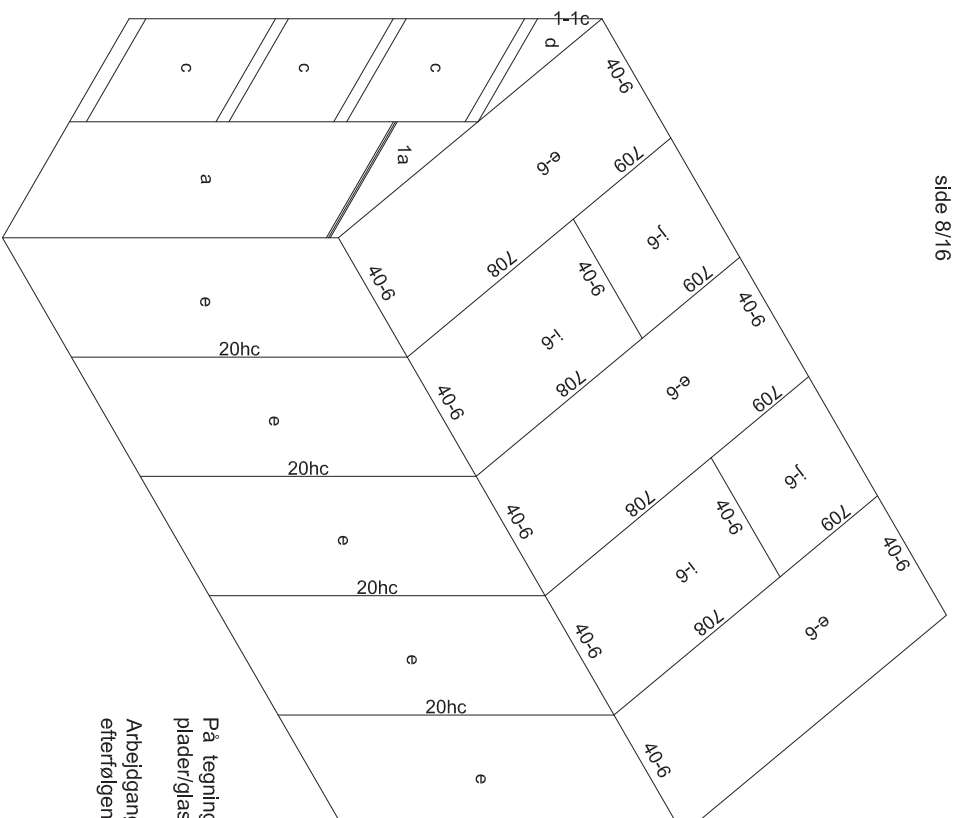 side 8/16
1-1c
d
c
c
c
1a
a
40-6
e-6
709
j-6
709
40-6
708
40-6
i-6
708
e-6
709
j-6
709
40-6
708
40-6
i-6
708
e-6
40-6
40-6
40-6
40-6
40-6
e
20hc
e
20hc
e
20hc
e
20hc
e
På tegning
plader/glas
Arbejdgang
efterfølgen